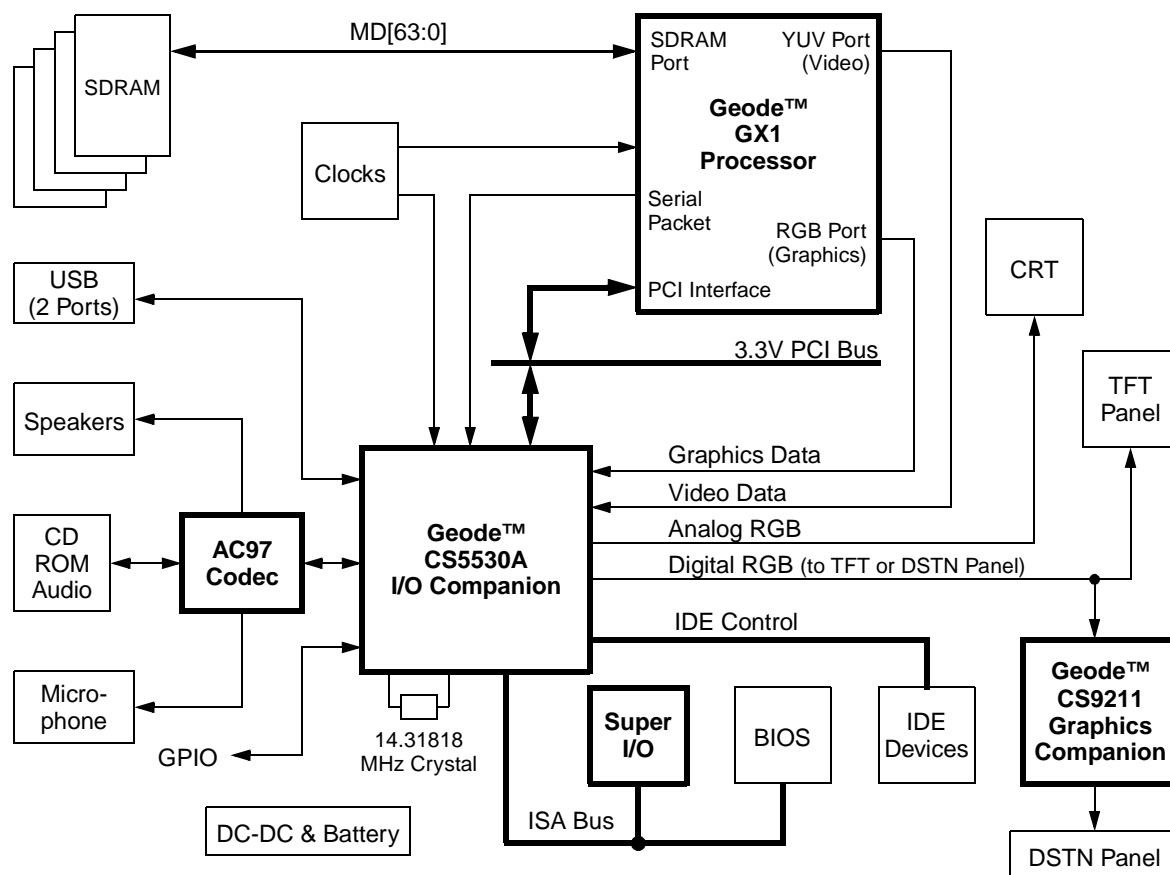 MD[63:0]
SDRAM
SDRAM
Port
YUV Port
(Video)
Geode™
GX1
Processor
Clocks
Serial
Packet
RGB Port
(Graphics)
PCI Interface
CRT
USB
(2 Ports)
3.3V PCI Bus
TFT
Panel
Speakers
Graphics Data
Video Data
Analog RGB
Digital RGB (to TFT or DSTN Panel)
CD
ROM
Audio
AC97
Codec
Geode™
CS5530A
I/O Companion
IDE Control
Geode™
CS9211
Graphics
Companion
Micro-
phone
GPIO
14.31818
MHz Crystal
Super
I/O
BIOS
IDE
Devices
ISA Bus
DC-DC & Battery
DSTN Panel